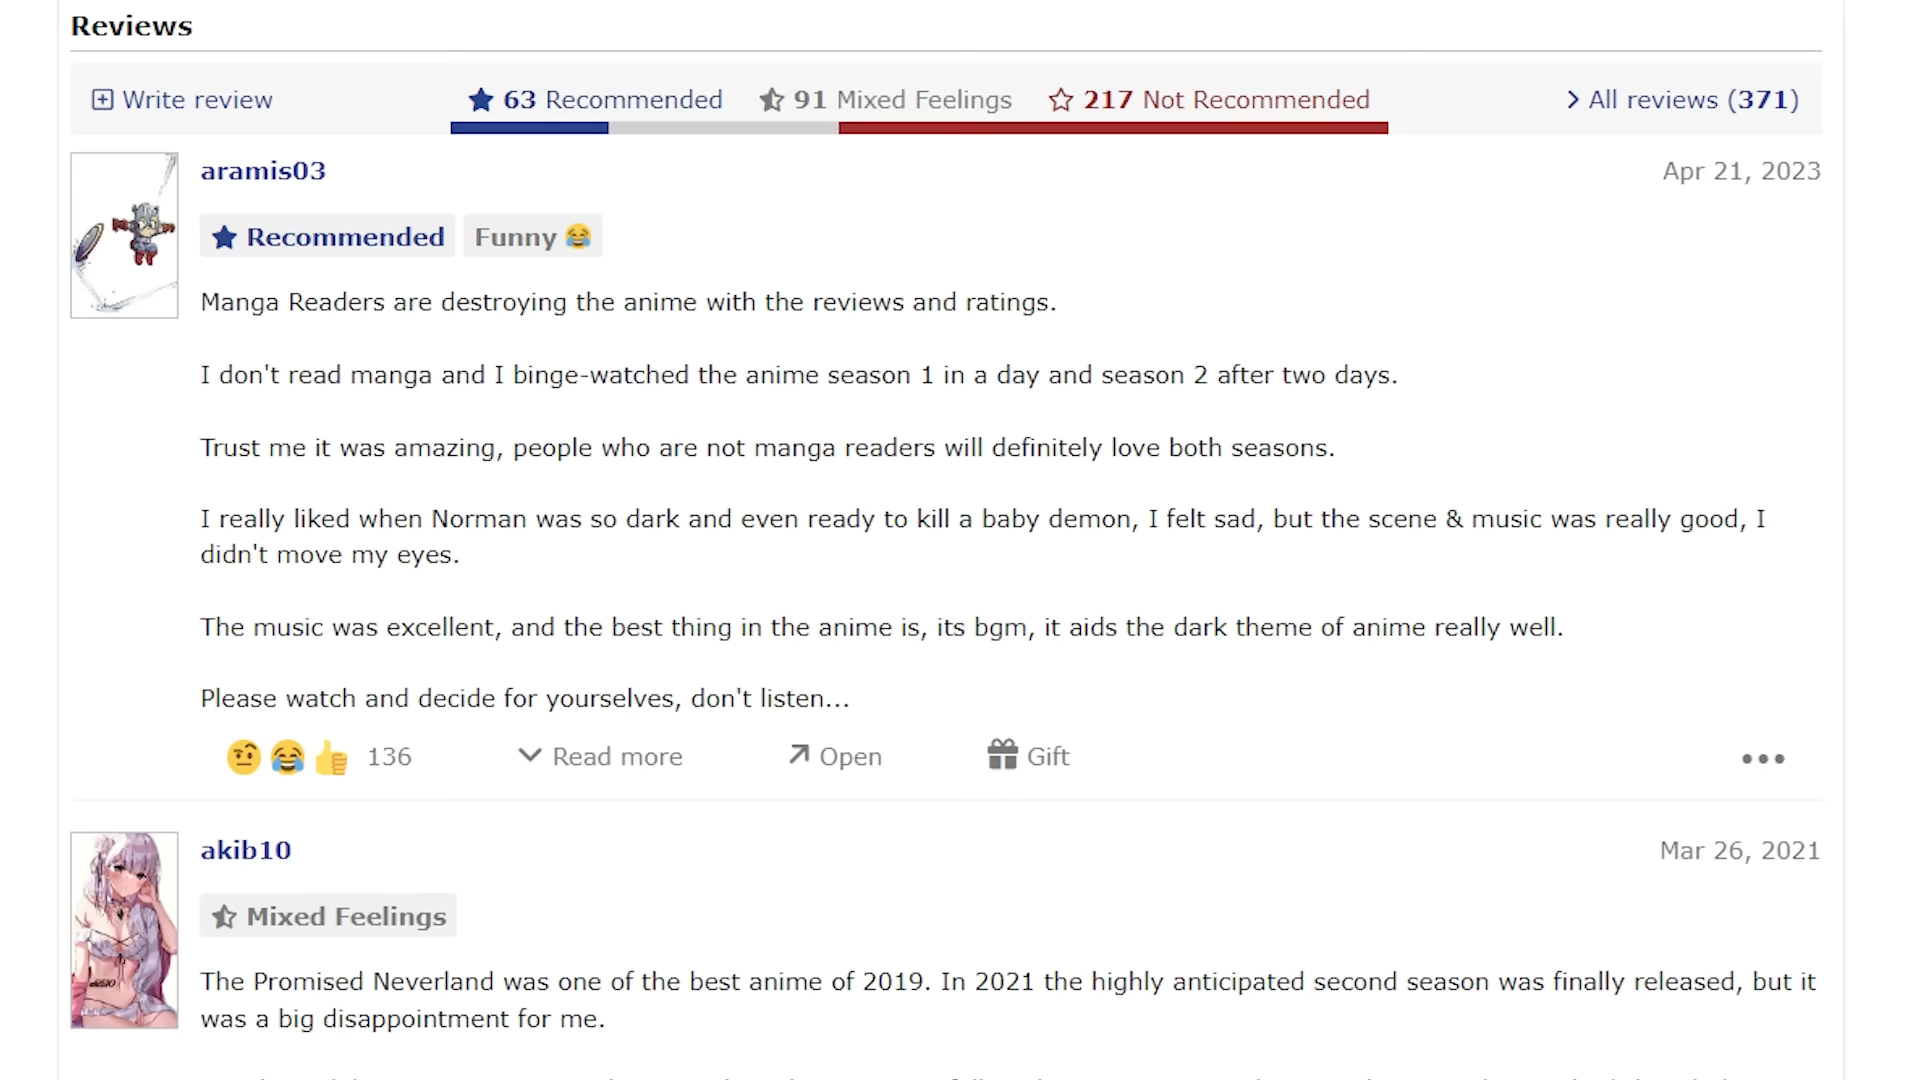 Reviews
Write review
63 Recommended
91 Mixed Feelings
217 Not Recommended
All reviews (371)
aramis03
Apr 21, 2023
Recommended
Funny 😂
Manga Readers are destroying the anime with the reviews and ratings.
I don't read manga and I binge-watched the anime season 1 in a day and season 2 after two days.
Trust me it was amazing, people who are not manga readers will definitely love both seasons.
I really liked when Norman was so dark and even ready to kill a baby demon, I felt sad, but the scene & music was really good, I
didn't move my eyes.
The music was excellent, and the best thing in the anime is, its bgm, it aids the dark theme of anime really well.
Please watch and decide for yourselves, don't listen...
136
Read more
Open
Gift
akib10
Mar 26, 2021
Mixed Feelings
The Promised Neverland was one of the best anime of 2019. In 2021 the highly anticipated second season was finally released, but it
was a big disappointment for me.